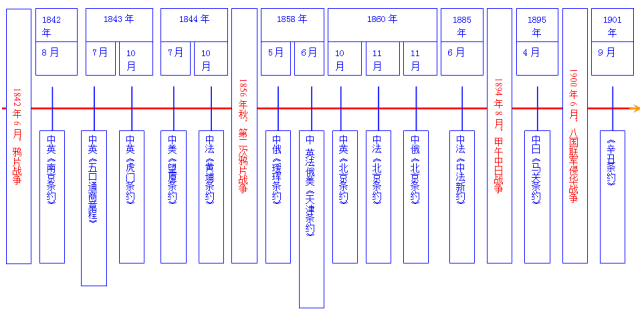 1842年
8月
1843年
7月
10月
1844年
7月
10月
1858年
5月
6月
1860年
10月
11月
11月
1885年
6月
1895年
4月
1901年
9月
1842年6月,鸦片战争
中英《南京条约》
中英《五口通商章程》
中英《虎门条约》
中美《望厦条约》
中法《黄埔条约》
1856年秋,第二次鸦片战争
中俄《瑷珲条约》
中 英法俄美《天津条约》
中英《北京条约》
中法《北京条约》
中俄《北京条约》
中法《中法新约》
1894年8月,甲午中日战争
中日《马关条约》
1900年6月,八国联军侵华战争
《辛丑条约》